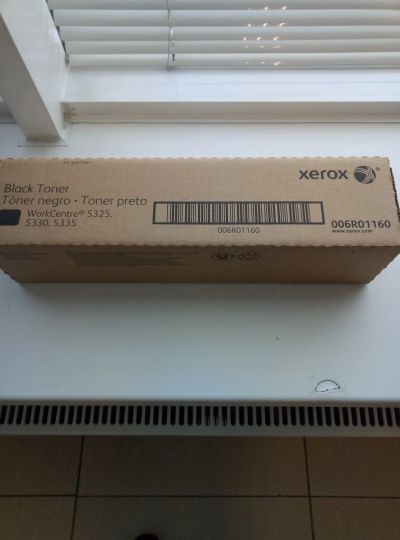 xerox
Black Toner
Tóner negro • Toner preto
WorkCentre® 5325,
5330, 5335
006R01160
006R01160
www.xerox.com